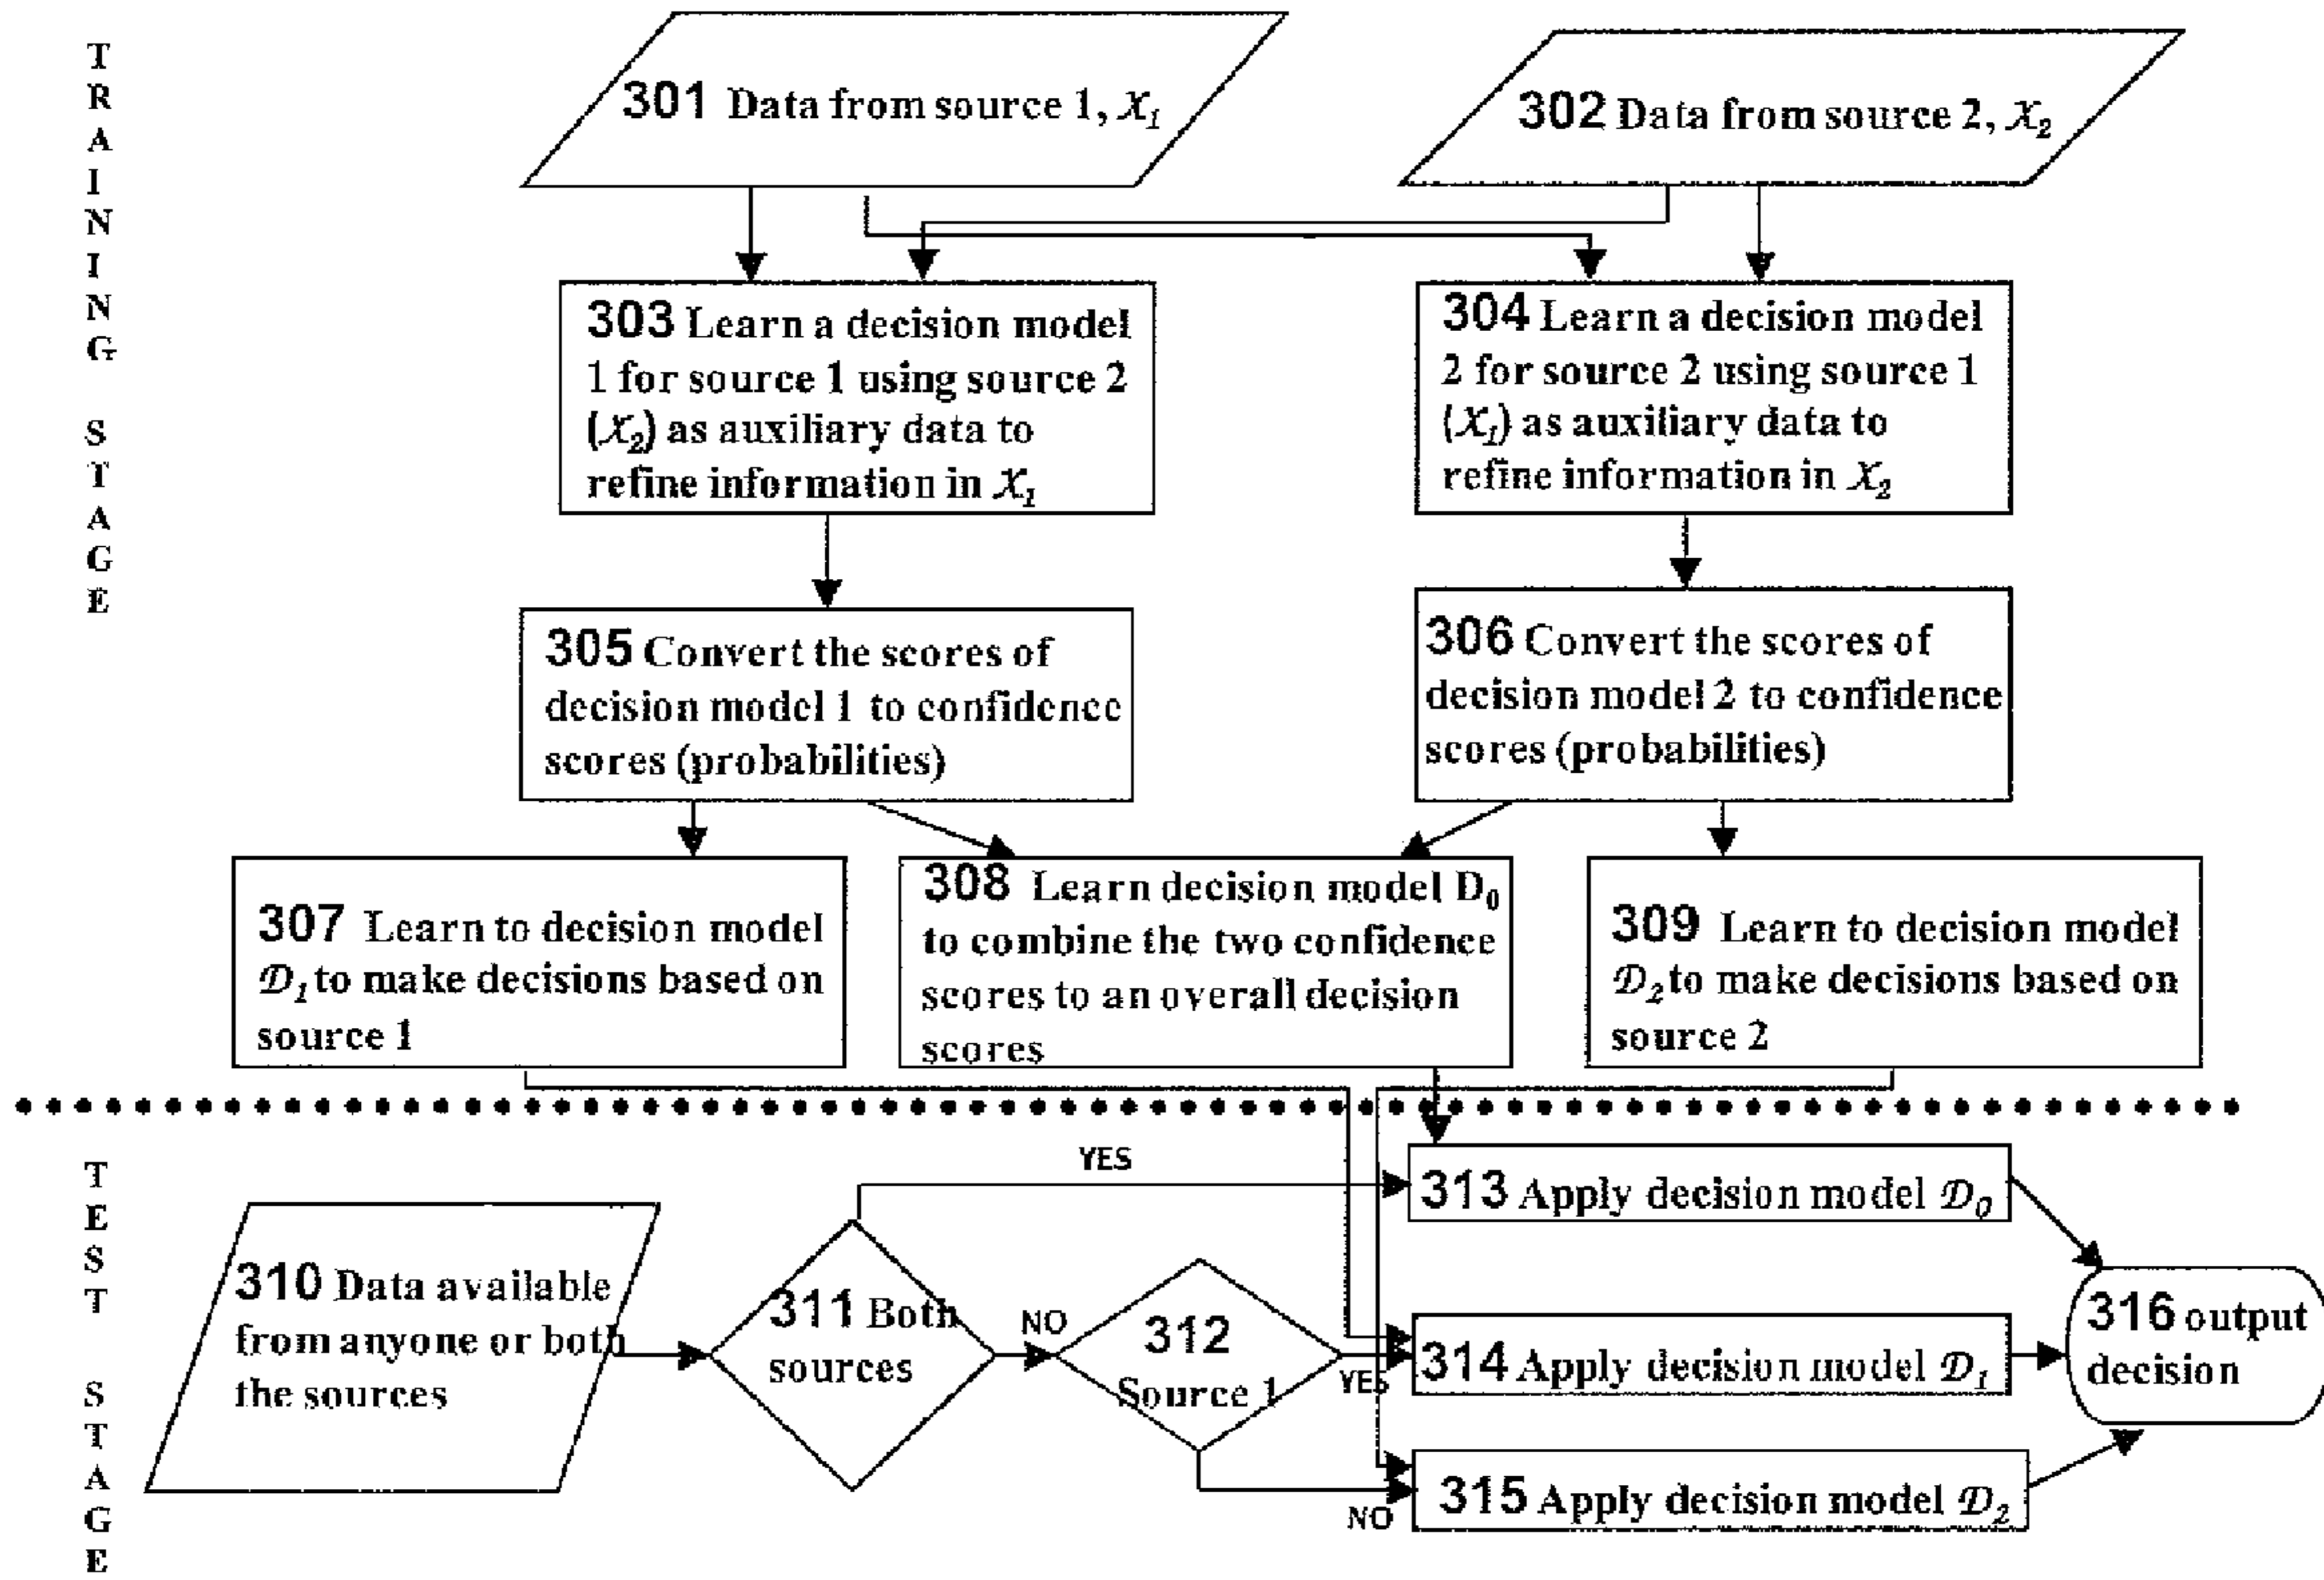 TRAINING STAGE
301 Data from source 1, X1
302 Data from source 2, X2
303 Learn a decision model
1 for source 1 using source 2
(X2) as auxiliary data to
refine information in X1
304 Learn a decision model
2 for source 2 using source 1
(X1) as auxiliary data to
refine information in X2
305 Convert the scores of
decision model 1 to confidence
scores (probabilities)
306 Convert the scores of
decision model 2 to confidence
scores (probabilities)
307 Learn to decision model
D1 to make decisions based on
source 1
308 Learn decision model D0
to combine the two confidence
scores to an overall decision
scores
309 Learn to decision model
D2 to make decisions based on
source 2
TEST STAGE
310 Data available
from anyone or both
the sources
311 Both
sources
YES
NO
312
Source 1
YES
NO
313 Apply decision model D0
314 Apply decision model D1
315 Apply decision model D2
316 output
decision